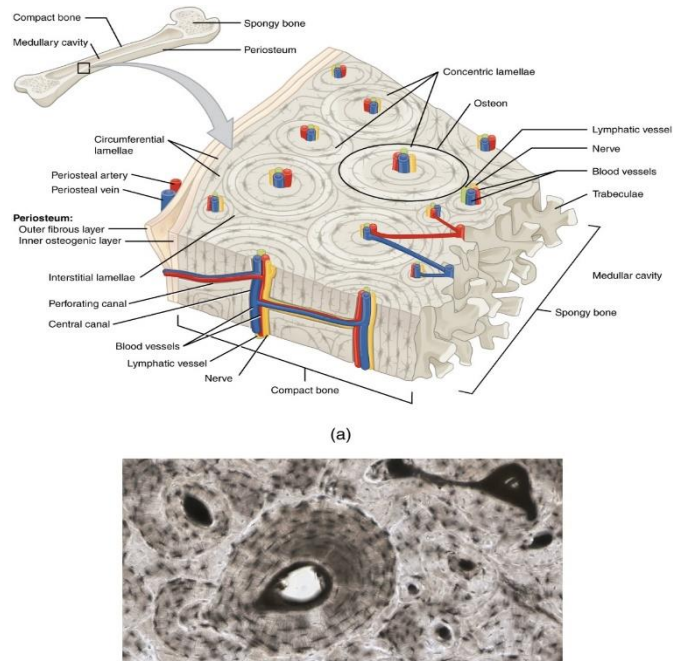 Compact bone
Medullary cavity
Spongy bone
Periosteum
Concentric lamellae
Osteon
Circumferential
lamellae
Lymphatic vessel
Nerve
Blood vessels
Trabeculae
Periosteal artery
Periosteal vein
Periosteum:
Outer fibrous layer
Inner osteogenic layer
Interstitial lamellae
Perforating canal
Central canal
Blood vessels
Lymphatic vessel
Nerve
Compact bone
Medullar cavity
Spongy bone
(a)